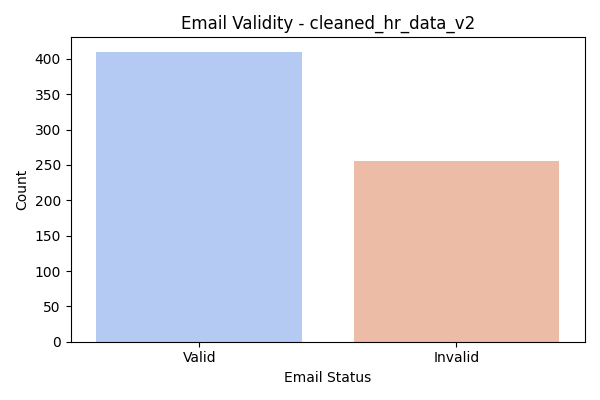 Email Validity - cleaned_hr_data_v2
Count
400
350
300
250
200
150
100
50
0
Valid
Invalid
Email Status